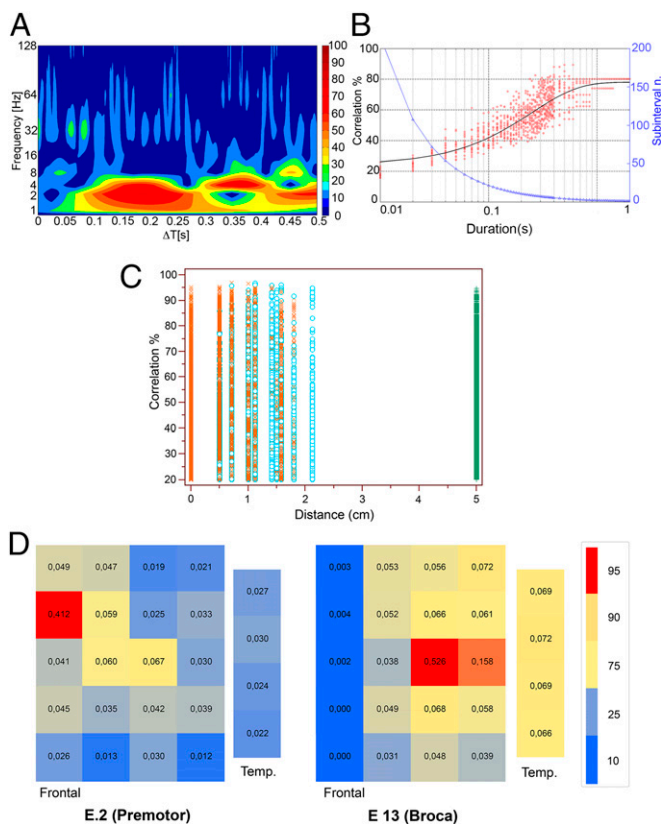 A
Frequency [Hz]
128
64
32
16
8
4
2
1
0 0.05 0.1 0.15 0.2 0.25 0.3 0.35 0.4 0.45 0.5
ΔT[s]
100
90
80
70
60
50
40
30
20
10
0
B
Correlation %
100
80
60
40
20
0
0.01 0.1 1
Duration(s)
200
150
100
50
0
Subinterval n.
C
Correlation %
100
90
80
70
60
50
40
30
20
0 1 2 3 4 5
Distance (cm)
D
0,049 0,047 0,019 0,021
0,412 0,059 0,025 0,033
0,041 0,060 0,067 0,030
0,045 0,035 0,042 0,039
0,026 0,013 0,030 0,012
0,027
0,030
0,024
0,022
Temp.
Frontal
E.2 (Premotor)
0,003 0,053 0,056 0,072
0,004 0,052 0,066 0,061
0,002 0,038 0,526 0,158
0,000 0,049 0,068 0,058
0,000 0,031 0,048 0,039
0,069
0,072
0,069
0,066
Temp.
Frontal
E 13 (Broca)
95
90
75
25
10